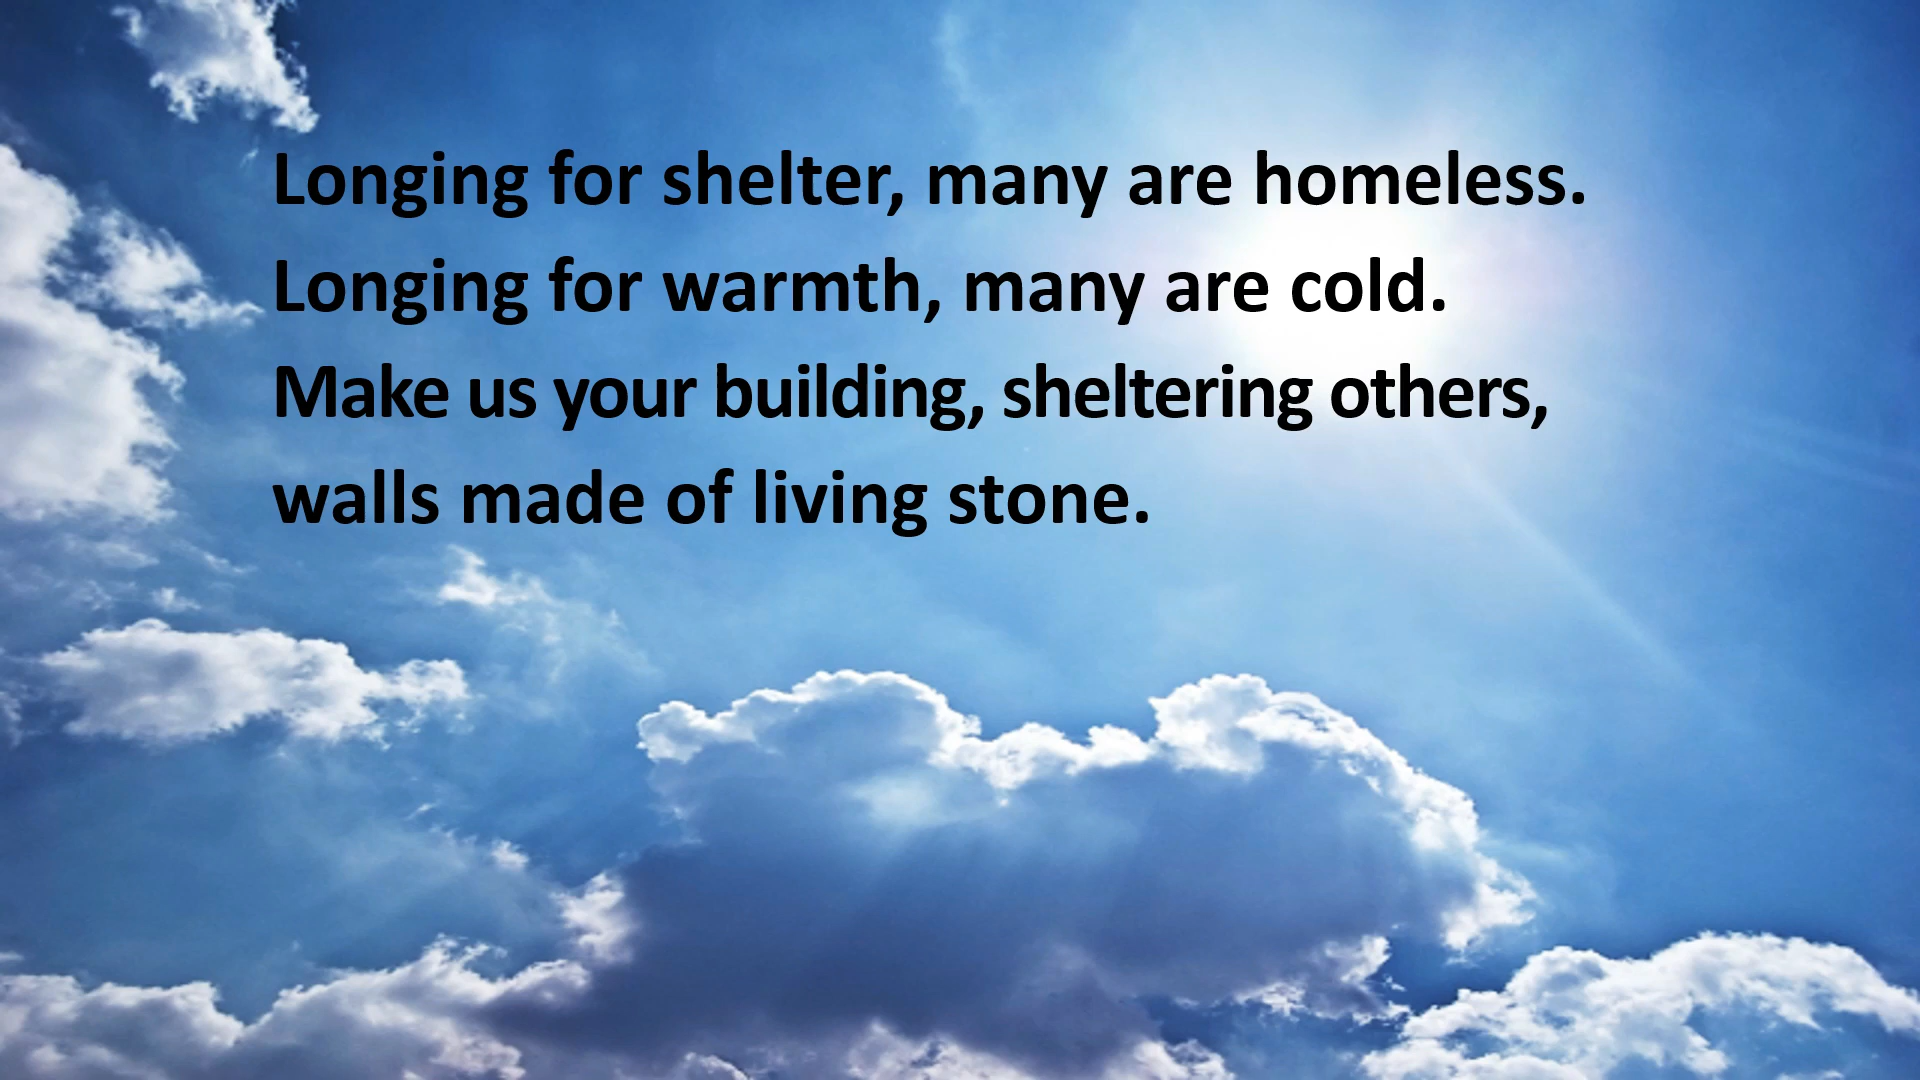 Longing for shelter, many are homeless.
Longing for warmth, many are cold.
Make us your building, sheltering others,
walls made of living stone.